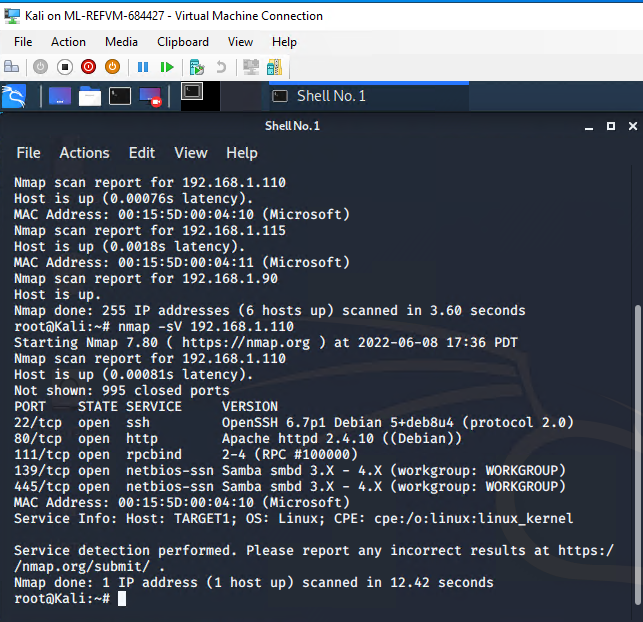 Kali on ML-REFVM-684427 - Virtual Machine Connection
File Action Media Clipboard View Help
Shell No. 1
Shell No. 1
File Actions Edit View Help
Nmap scan report for 192.168.1.110
Host is up (0.00076s latency).
MAC Address: 00:15:5D:00:04:10 (Microsoft)
Nmap scan report for 192.168.1.115
Host is up (0.0018s latency).
MAC Address: 00:15:5D:00:04:11 (Microsoft)
Nmap scan report for 192.168.1.90
Host is up.
Nmap done: 255 IP addresses (6 hosts up) scanned in 3.60 seconds
root@Kali:~# nmap -sV 192.168.1.110
Starting Nmap 7.80 ( https://nmap.org ) at 2022-06-08 17:36 PDT
Nmap scan report for 192.168.1.110
Host is up (0.00081s latency).
Not shown: 995 closed ports
PORT STATE SERVICE VERSION
22/tcp open ssh OpenSSH 6.7p1 Debian 5+deb8u4 (protocol 2.0)
80/tcp open http Apache httpd 2.4.10 ((Debian))
111/tcp open rpcbind 2-4 (RPC #100000)
139/tcp open netbios-ssn Samba smbd 3.X - 4.X (workgroup: WORKGROUP)
445/tcp open netbios-ssn Samba smbd 3.X - 4.X (workgroup: WORKGROUP)
MAC Address: 00:15:5D:00:04:10 (Microsoft)
Service Info: Host: TARGET1; OS: Linux; CPE: cpe:/o:linux:linux_kernel
Service detection performed. Please report any incorrect results at https:/
/nmap.org/submit/ .
Nmap done: 1 IP address (1 host up) scanned in 12.42 seconds
root@Kali:~#